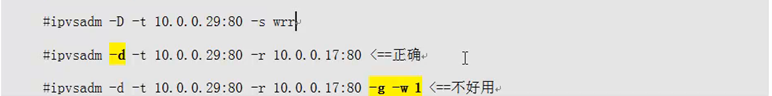 #ipvsadm -D -t 10.0.0.29:80 -s wrr
#ipvsadm -d -t 10.0.0.29:80 -r 10.0.0.17:80 <==正确
#ipvsadm -d -t 10.0.0.29:80 -r 10.0.0.17:80 -g -w 1 <==不好用